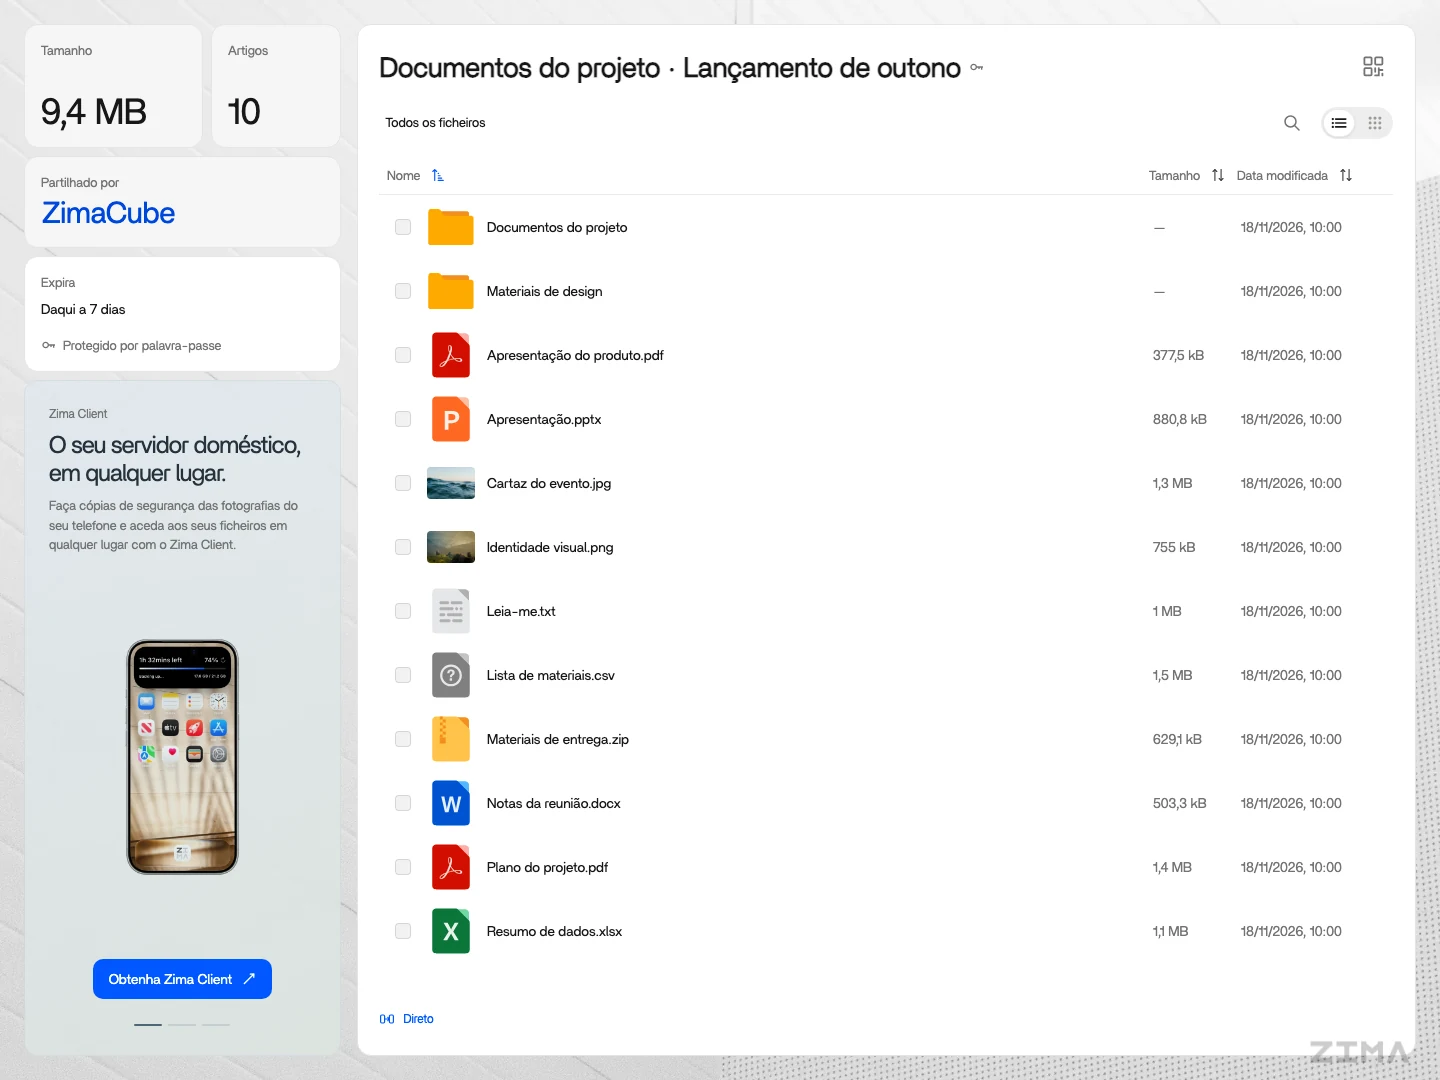 Tamanho
9,4 MB
Artigos
10
Partilhado por
ZimaCube
Expira
Daqui a 7 dias
Protegido por palavra-passe
Zima Client
O seu servidor doméstico,
em qualquer lugar.
Faça cópias de segurança das fotografias do
seu telefone e aceda aos seus ficheiros em
qualquer lugar com o Zima Client.
1h 32mins left 74%
Obtenha Zima Client
Documentos do projeto · Lançamento de outono
Todos os ficheiros
Nome Tamanho Data modificada
Documentos do projeto — 18/11/2026, 10:00
Materiais de design — 18/11/2026, 10:00
Apresentação do produto.pdf 377,5 kB 18/11/2026, 10:00
P Apresentação.pptx 880,8 kB 18/11/2026, 10:00
Cartaz do evento.jpg 1,3 MB 18/11/2026, 10:00
Identidade visual.png 755 kB 18/11/2026, 10:00
Leia-me.txt 1 MB 18/11/2026, 10:00
? Lista de materiais.csv 1,5 MB 18/11/2026, 10:00
Materiais de entrega.zip 629,1 kB 18/11/2026, 10:00
W Notas da reunião.docx 503,3 kB 18/11/2026, 10:00
Plano do projeto.pdf 1,4 MB 18/11/2026, 10:00
X Resumo de dados.xlsx 1,1 MB 18/11/2026, 10:00
Direto
ZIMA